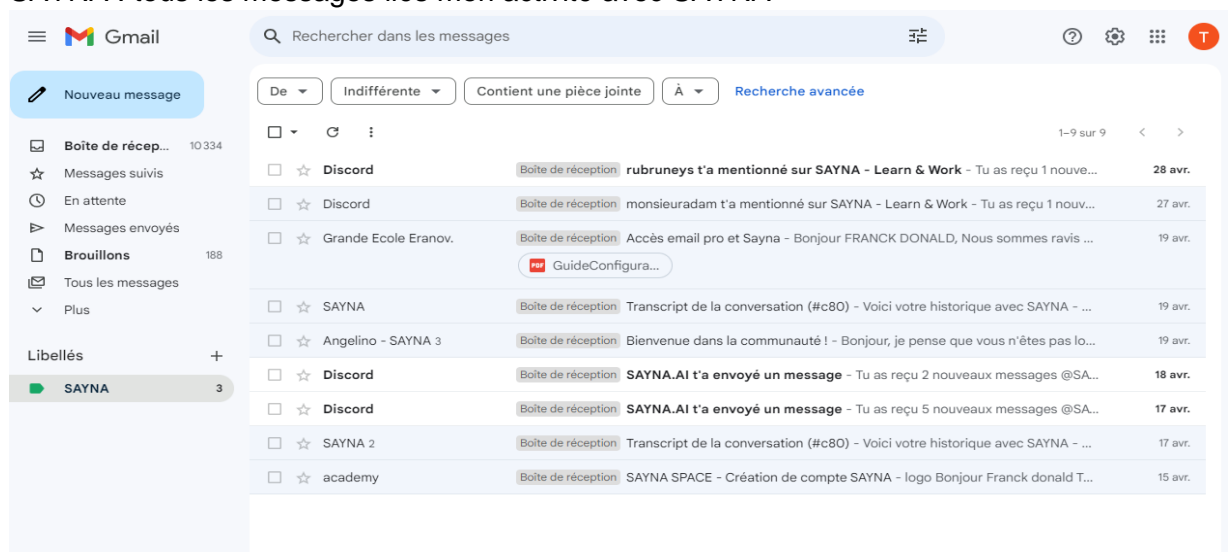 Gmail
Rechercher dans les messages
T
Nouveau message
De
Indifférente
Contient une pièce jointe
À
Recherche avancée
1–9 sur 9
Boîte de récep... 10 334
Messages suivis
En attente
Messages envoyés
Brouillons 188
Tous les messages
Plus
Libellés
SAYNA 3
Discord Boîte de réception rubruneys t'a mentionné sur SAYNA - Learn & Work - Tu as reçu 1 nouve... 28 avr.
Discord Boîte de réception monsieuradam t'a mentionné sur SAYNA - Learn & Work - Tu as reçu 1 nouv... 27 avr.
Grande Ecole Eranov. Boîte de réception Accès email pro et Sayna - Bonjour FRANCK DONALD, Nous sommes ravis ... 19 avr.
PDF GuideConfigura...
SAYNA Boîte de réception Transcript de la conversation (#c80) - Voici votre historique avec SAYNA - ... 19 avr.
Angelino - SAYNA 3 Boîte de réception Bienvenue dans la communauté ! - Bonjour, je pense que vous n'êtes pas lo... 19 avr.
Discord Boîte de réception SAYNA.AI t'a envoyé un message - Tu as reçu 2 nouveaux messages @SA... 18 avr.
Discord Boîte de réception SAYNA.AI t'a envoyé un message - Tu as reçu 5 nouveaux messages @SA... 17 avr.
SAYNA 2 Boîte de réception Transcript de la conversation (#c80) - Voici votre historique avec SAYNA - ... 17 avr.
academy Boîte de réception SAYNA SPACE - Création de compte SAYNA - logo Bonjour Franck donald T... 15 avr.